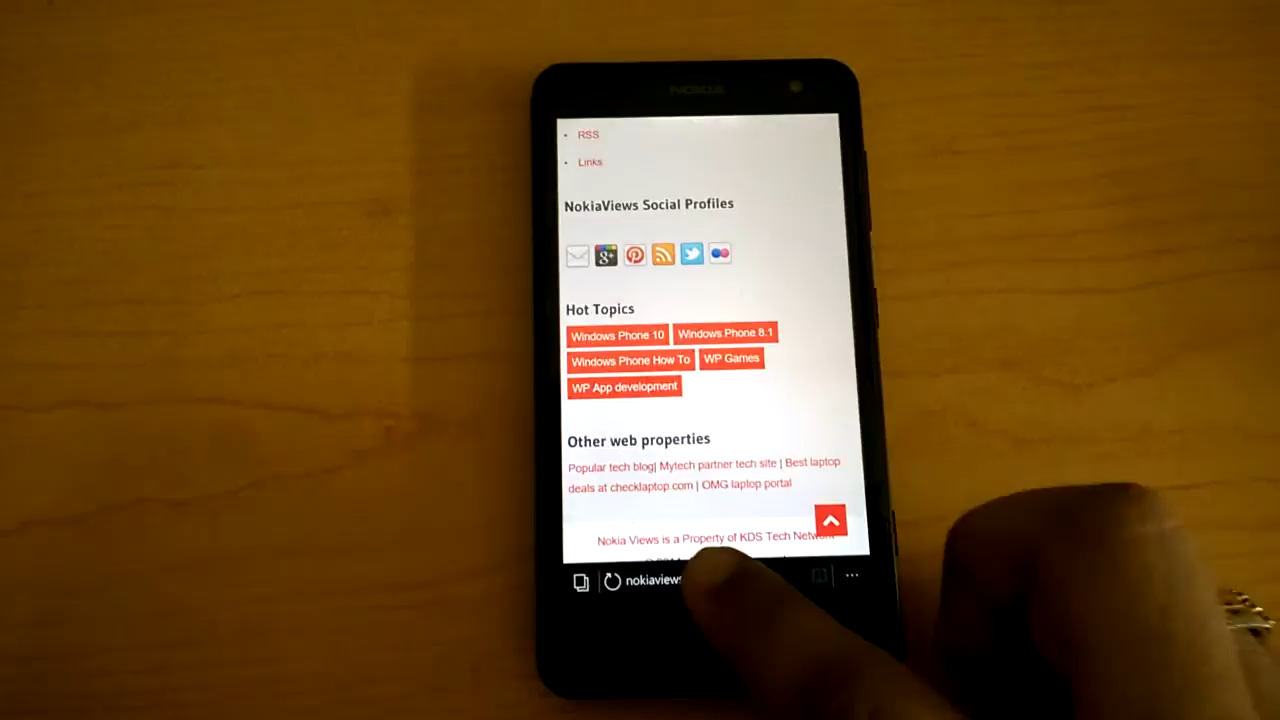 NOKIA
RSS
Links
NokiaViews Social Profiles
g+
Hot Topics
Windows Phone 10 Windows Phone 8.1
Windows Phone How To WP Games
WP App development
Other web properties
Popular tech blog| Mytech partner tech site | Best laptop
deals at checklaptop.com | OMG laptop portal
Nokia Views is a Property of KDS Tech Network
nokiaviews